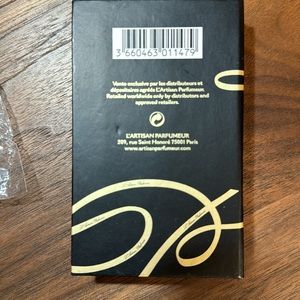 3 660463 011479
Vente exclusive par les distributeurs et
dépositaires agréés L'Artisan Parfumeur.
Retailed worldwide only by distributors and
approved retailers.
L'ARTISAN PARFUMEUR
209, rue Saint Honoré 75001 Paris
www.artisanparfumeur.com